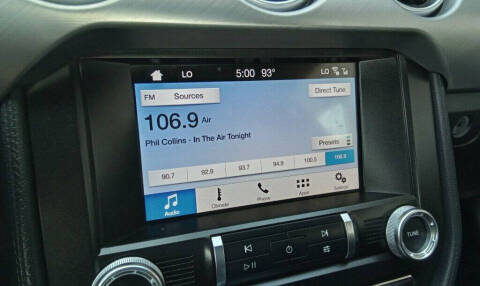 LO 5:00 93° LO
FM Sources Direct Tune
106.9 Air
Phil Collins - In The Air Tonight
Presets
90.7 92.9 93.7 94.9 100.5 106.9
Audio Climate Phone Apps Settings
TUNE